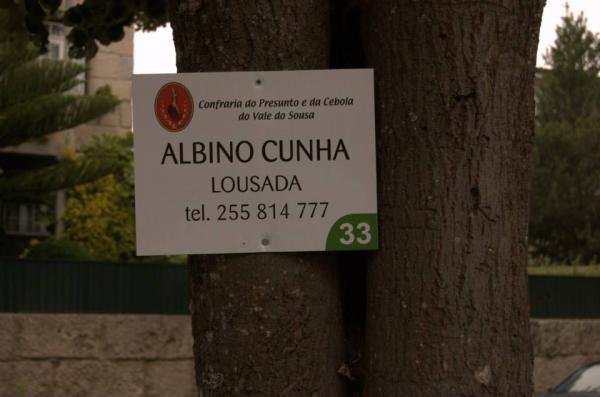 Confraria do Presunto e da Cebola
do Vale do Sousa
ALBINO CUNHA
LOUSADA
tel. 255 814 777
33